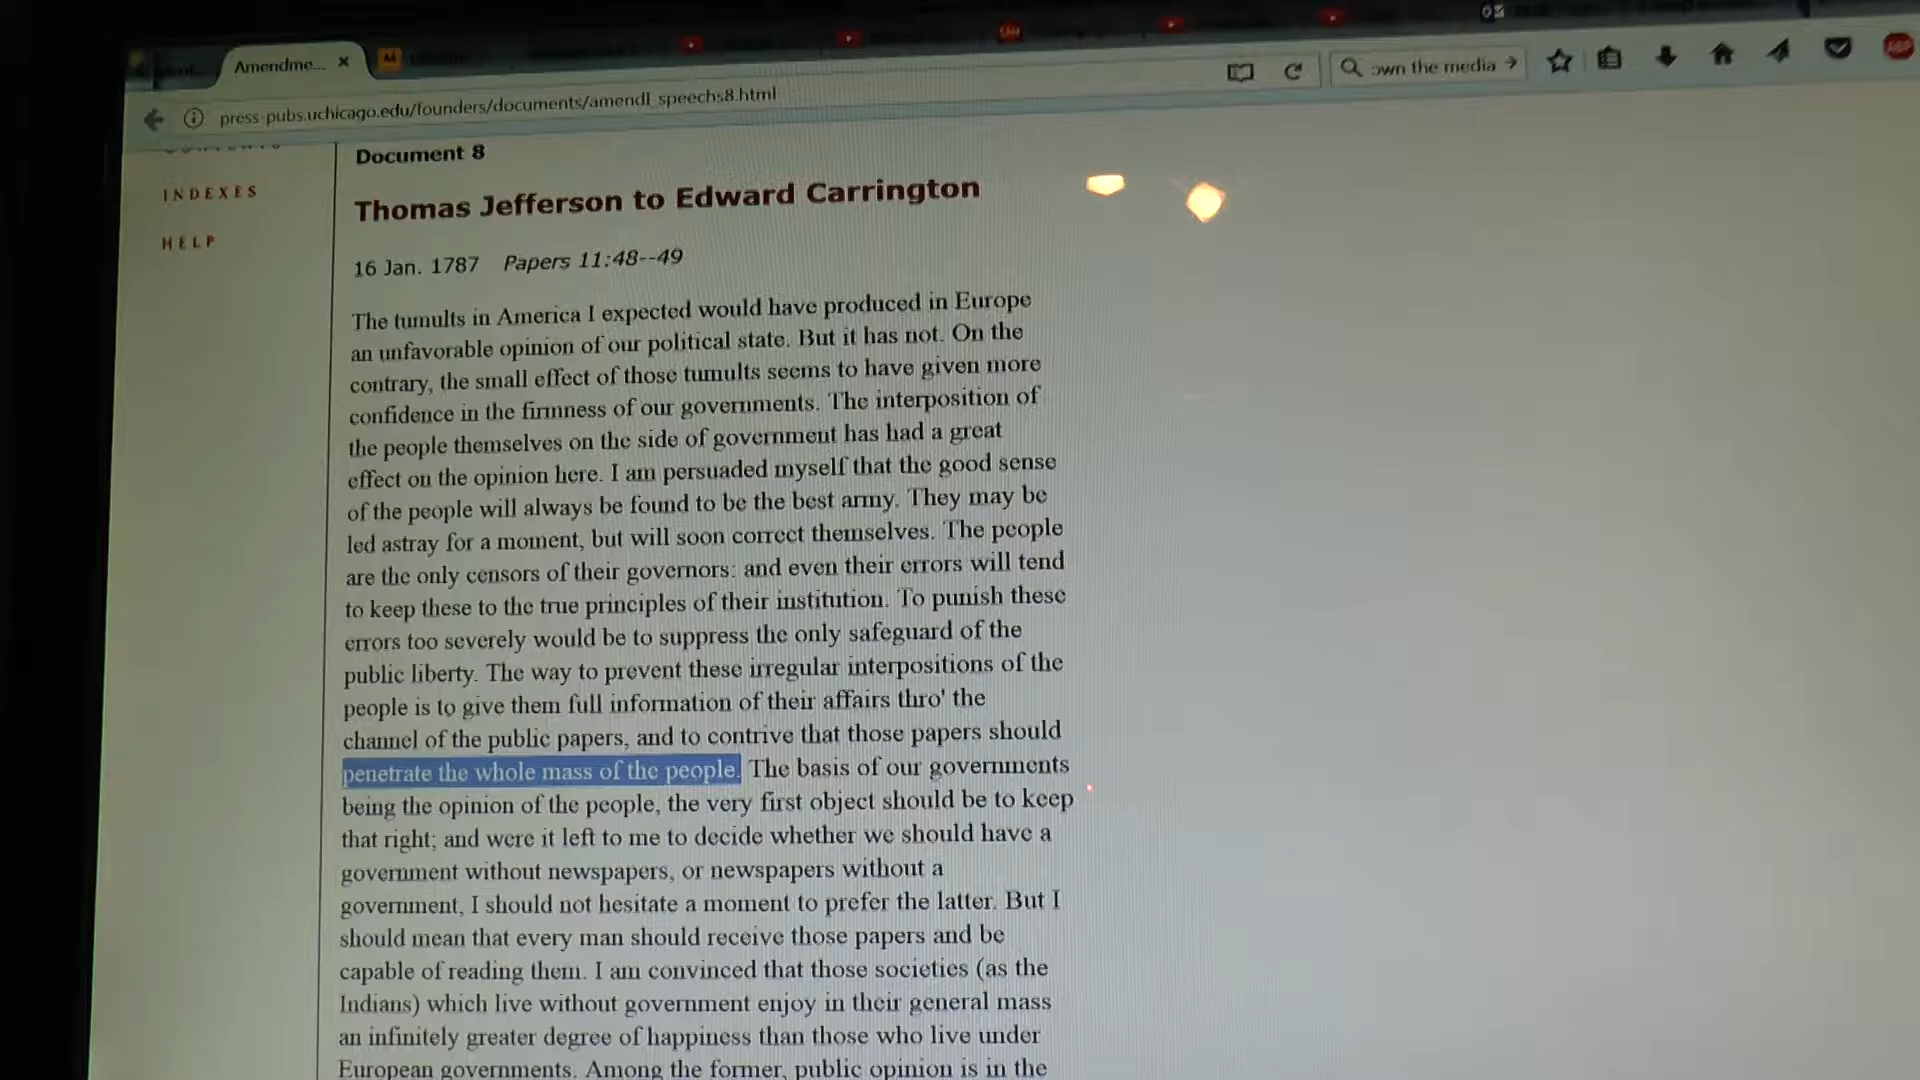 Amendme... ×
press-pubs.uchicago.edu/founders/documents/amendI_speechs8.html
own the media
ABP
INDEXES
HELP
Document 8
Thomas Jefferson to Edward Carrington
16 Jan. 1787 Papers 11:48--49
The tumults in America I expected would have produced in Europe
an unfavorable opinion of our political state. But it has not. On the
contrary, the small effect of those tumults seems to have given more
confidence in the firmness of our governments. The interposition of
the people themselves on the side of government has had a great
effect on the opinion here. I am persuaded myself that the good sense
of the people will always be found to be the best army. They may be
led astray for a moment, but will soon correct themselves. The people
are the only censors of their governors: and even their errors will tend
to keep these to the true principles of their institution. To punish these
errors too severely would be to suppress the only safeguard of the
public liberty. The way to prevent these irregular interpositions of the
people is to give them full information of their affairs thro' the
channel of the public papers, and to contrive that those papers should
penetrate the whole mass of the people. The basis of our governments
being the opinion of the people, the very first object should be to keep
that right; and were it left to me to decide whether we should have a
government without newspapers, or newspapers without a
government, I should not hesitate a moment to prefer the latter. But I
should mean that every man should receive those papers and be
capable of reading them. I am convinced that those societies (as the
Indians) which live without government enjoy in their general mass
an infinitely greater degree of happiness than those who live under
European governments. Among the former, public opinion is in the